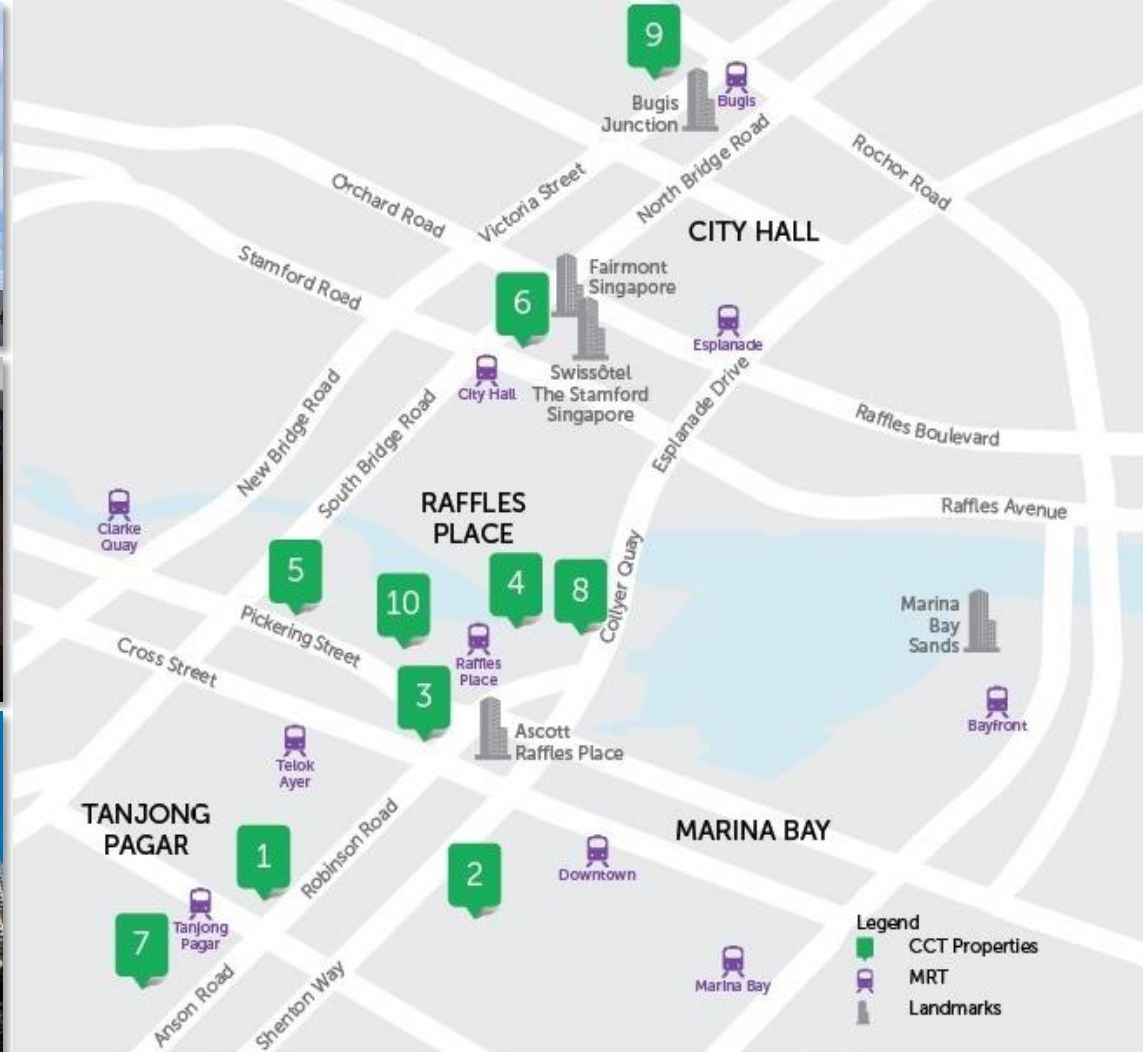 9
Bugis
Junction
Bugis
Rochor Road
North Bridge Road
Victoria Street
Orchard Road
CITY HALL
Stamford Road
Fairmont
Singapore
6
Esplanade
City Hall
Swissôtel
The Stamford
Singapore
Esplanade Drive
New Bridge Road
South Bridge Road
Raffles Boulevard
RAFFLES
PLACE
Clarke
Quay
Raffles Avenue
5
10
4
8
Collyer Quay
Pickering Street
Marina
Bay
Sands
Cross Street
Raffles
Place
3
Bayfront
Ascott
Raffles Place
Telok
Ayer
TANJONG
PAGAR
MARINA BAY
1
Robinson Road
2
Downtown
Tanjong
Pagar
7
Legend
CCT Properties
MRT
Landmarks
Marina Bay
Anson Road
Shenton Way